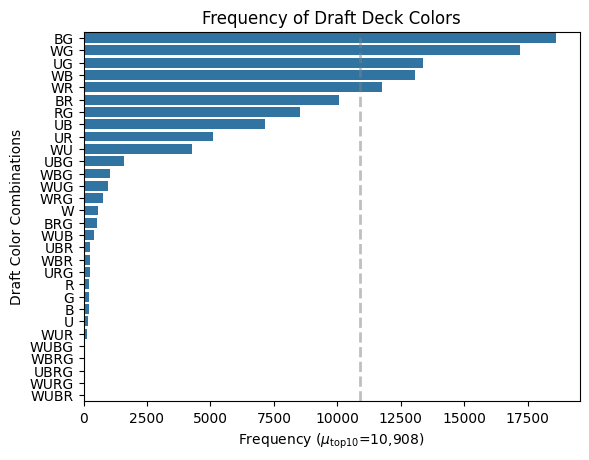 Frequency of Draft Deck Colors
Draft Color Combinations
BG
WG
UG
WB
WR
BR
RG
UB
UR
WU
UBG
WBG
WUG
WRG
W
BRG
WUB
UBR
WBR
URG
R
G
B
U
WUR
WUBG
WBRG
UBRG
WURG
WUBR
0 2500 5000 7500 10000 12500 15000 17500
Frequency (μtop10=10,908)